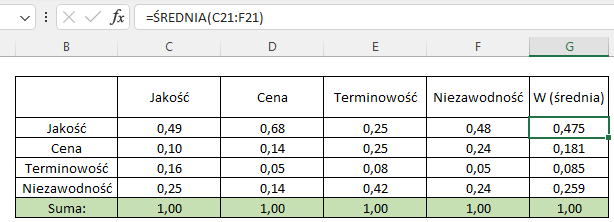 fx =ŚREDNIA(C21:F21)
B C D E F G
Jakość Cena Terminowość Niezawodność W (średnia)
Jakość 0,49 0,68 0,25 0,48 0,475
Cena 0,10 0,14 0,25 0,24 0,181
Terminowość 0,16 0,05 0,08 0,05 0,085
Niezawodność 0,25 0,14 0,42 0,24 0,259
Suma: 1,00 1,00 1,00 1,00 1,00